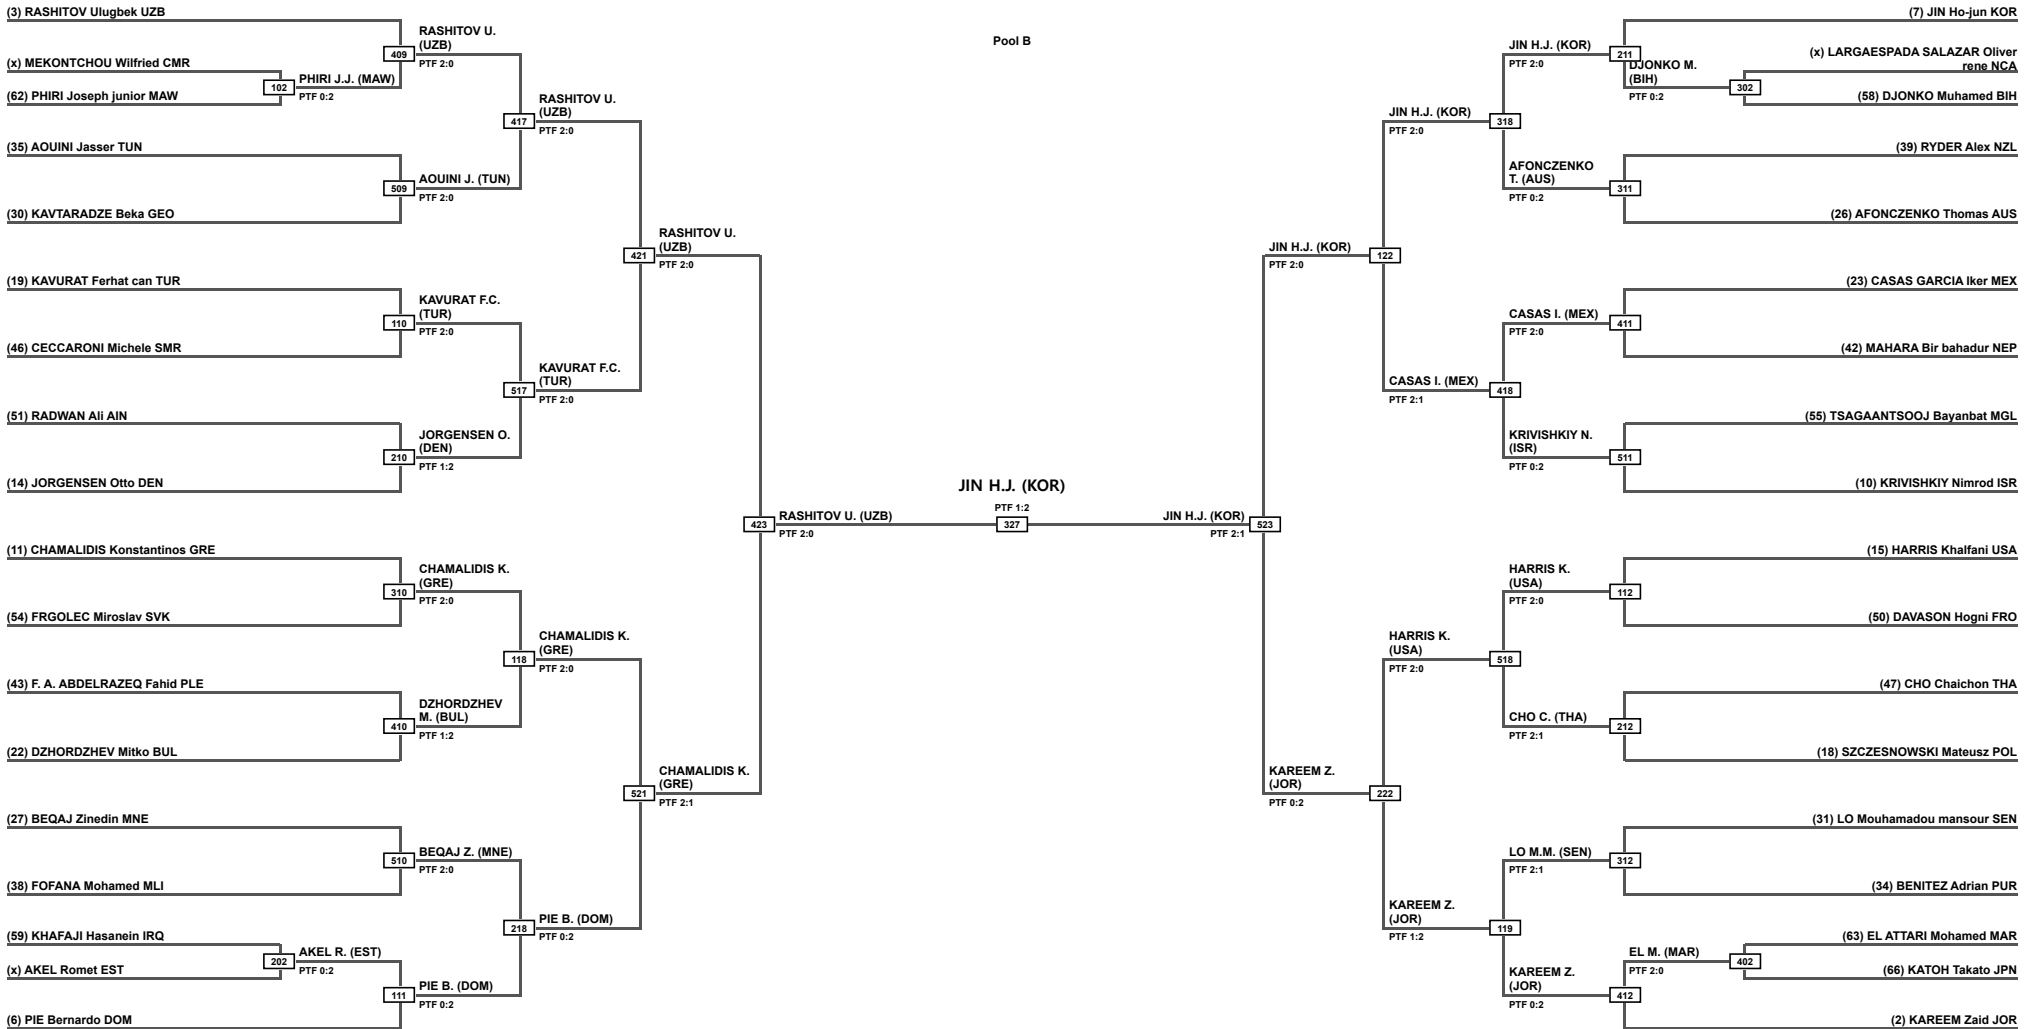 Pool B
(3) RASHITOV Ulugbek UZB
(x) MEKONTCHOU Wilfried CMR
(62) PHIRI Joseph junior MAW
(35) AOUINI Jasser TUN
(30) KAVTARADZE Beka GEO
(19) KAVURAT Ferhat can TUR
(46) CECCARONI Michele SMR
(51) RADWAN Ali AIN
(14) JORGENSEN Otto DEN
(11) CHAMALIDIS Konstantinos GRE
(54) FRGOLEC Miroslav SVK
(43) F. A. ABDELRAZEQ Fahid PLE
(22) DZHORDZHEV Mitko BUL
(27) BEQAJ Zinedin MNE
(38) FOFANA Mohamed MLI
(59) KHAFAJI Hasanein IRQ
(x) AKEL Romet EST
(6) PIE Bernardo DOM
102
PHIRI J.J. (MAW)
PTF 0:2
202
AKEL R. (EST)
PTF 0:2
409
RASHITOV U.
(UZB)
PTF 2:0
509
AOUINI J. (TUN)
PTF 2:0
110
KAVURAT F.C.
(TUR)
PTF 2:0
210
JORGENSEN O.
(DEN)
PTF 1:2
310
CHAMALIDIS K.
(GRE)
PTF 2:0
410
DZHORDZHEV
M. (BUL)
PTF 1:2
510
BEQAJ Z. (MNE)
PTF 2:0
111
PIE B. (DOM)
PTF 0:2
417
RASHITOV U.
(UZB)
PTF 2:0
517
KAVURAT F.C.
(TUR)
PTF 2:0
118
CHAMALIDIS K.
(GRE)
PTF 2:0
218
PIE B. (DOM)
PTF 0:2
421
RASHITOV U.
(UZB)
PTF 2:0
521
CHAMALIDIS K.
(GRE)
PTF 2:1
423
RASHITOV U. (UZB)
PTF 2:0
JIN H.J. (KOR)
PTF 1:2
327
JIN H.J. (KOR)
PTF 2:1
523
JIN H.J. (KOR)
PTF 2:0
122
KAREEM Z.
(JOR)
PTF 0:2
222
JIN H.J. (KOR)
PTF 2:0
318
CASAS I. (MEX)
PTF 2:1
418
HARRIS K.
(USA)
PTF 2:0
518
KAREEM Z.
(JOR)
PTF 1:2
119
JIN H.J. (KOR)
PTF 2:0
211
AFONCZENKO
T. (AUS)
PTF 0:2
311
CASAS I. (MEX)
PTF 2:0
411
KRIVISHKIY N.
(ISR)
PTF 0:2
511
HARRIS K.
(USA)
PTF 2:0
112
CHO C. (THA)
PTF 2:1
212
LO M.M. (SEN)
PTF 2:1
312
KAREEM Z.
(JOR)
PTF 0:2
412
DJONKO M.
(BIH)
PTF 0:2
302
EL M. (MAR)
PTF 2:0
402
(7) JIN Ho-jun KOR
(x) LARGAESPADA SALAZAR Oliver
rene NCA
(58) DJONKO Muhamed BIH
(39) RYDER Alex NZL
(26) AFONCZENKO Thomas AUS
(23) CASAS GARCIA Iker MEX
(42) MAHARA Bir bahadur NEP
(55) TSAGAANTSOOJ Bayanbat MGL
(10) KRIVISHKIY Nimrod ISR
(15) HARRIS Khalfani USA
(50) DAVASON Hogni FRO
(47) CHO Chaichon THA
(18) SZCZESNOWSKI Mateusz POL
(31) LO Mouhamadou mansour SEN
(34) BENITEZ Adrian PUR
(63) EL ATTARI Mohamed MAR
(66) KATOH Takato JPN
(2) KAREEM Zaid JOR